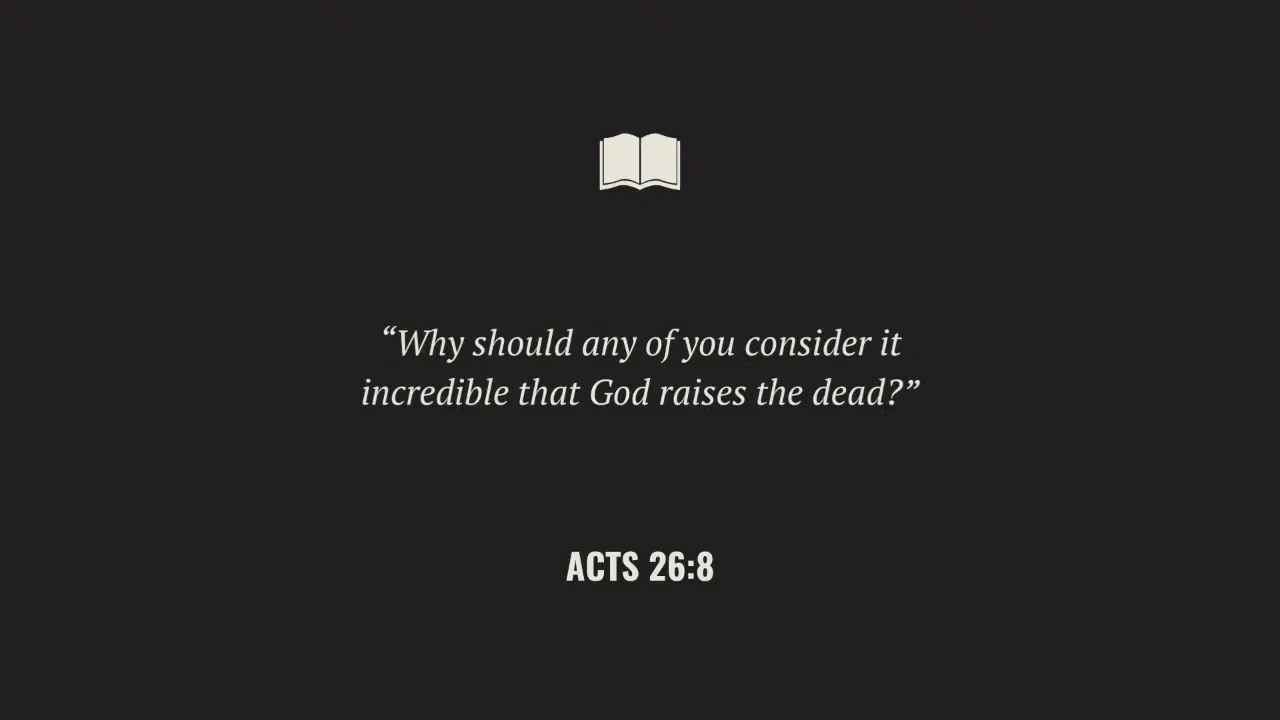 “Why should any of you consider it
incredible that God raises the dead?”
ACTS 26:8